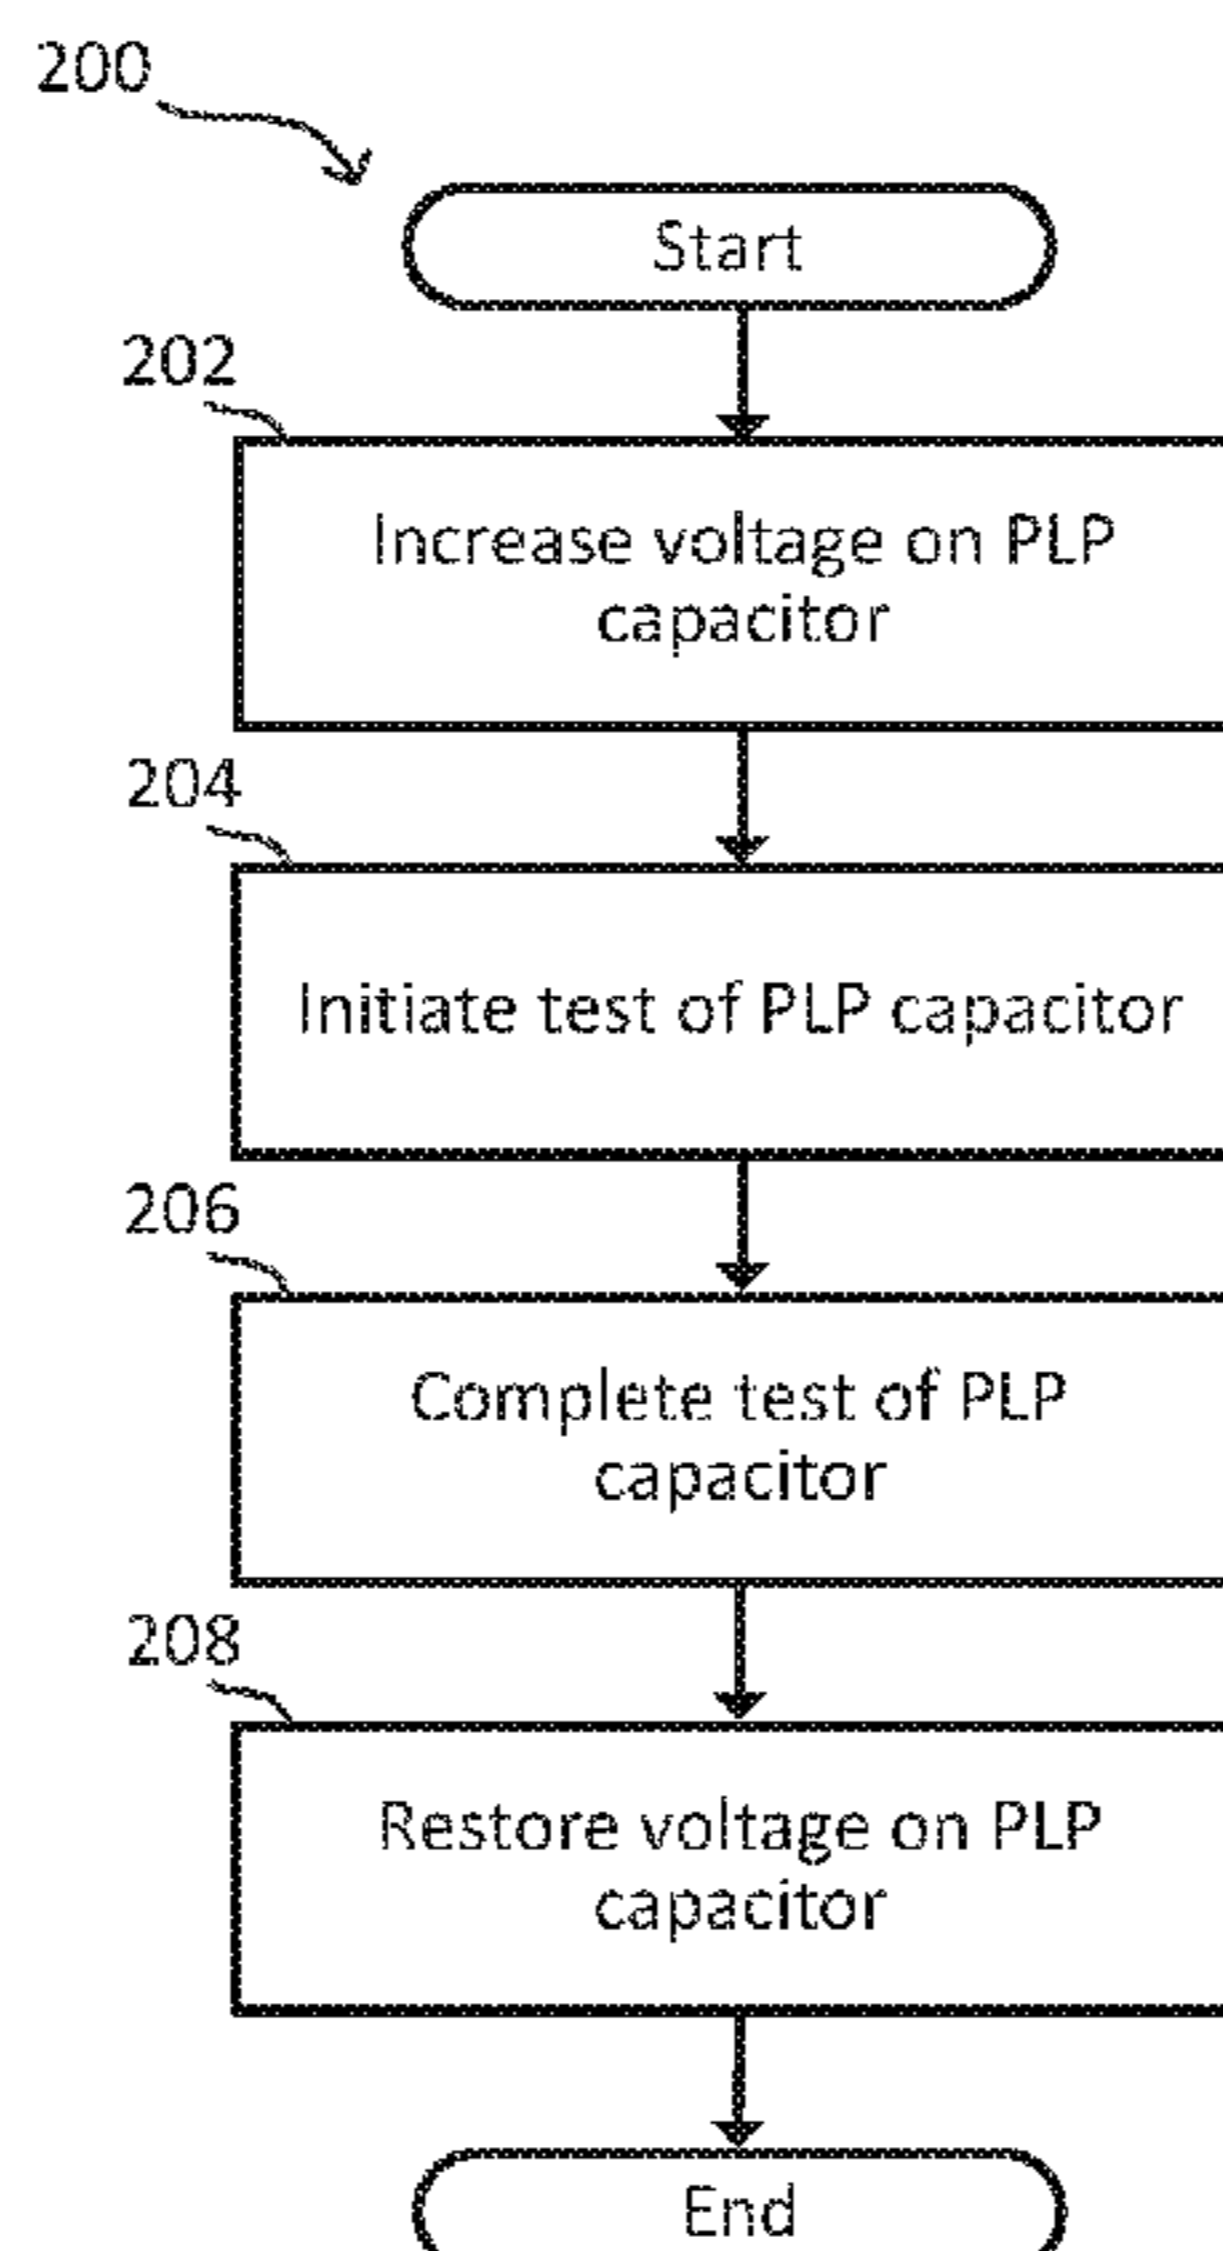 200
Start
202
Increase voltage on PLP
capacitor
204
Initiate test of PLP capacitor
206
Complete test of PLP
capacitor
208
Restore voltage on PLP
capacitor
End